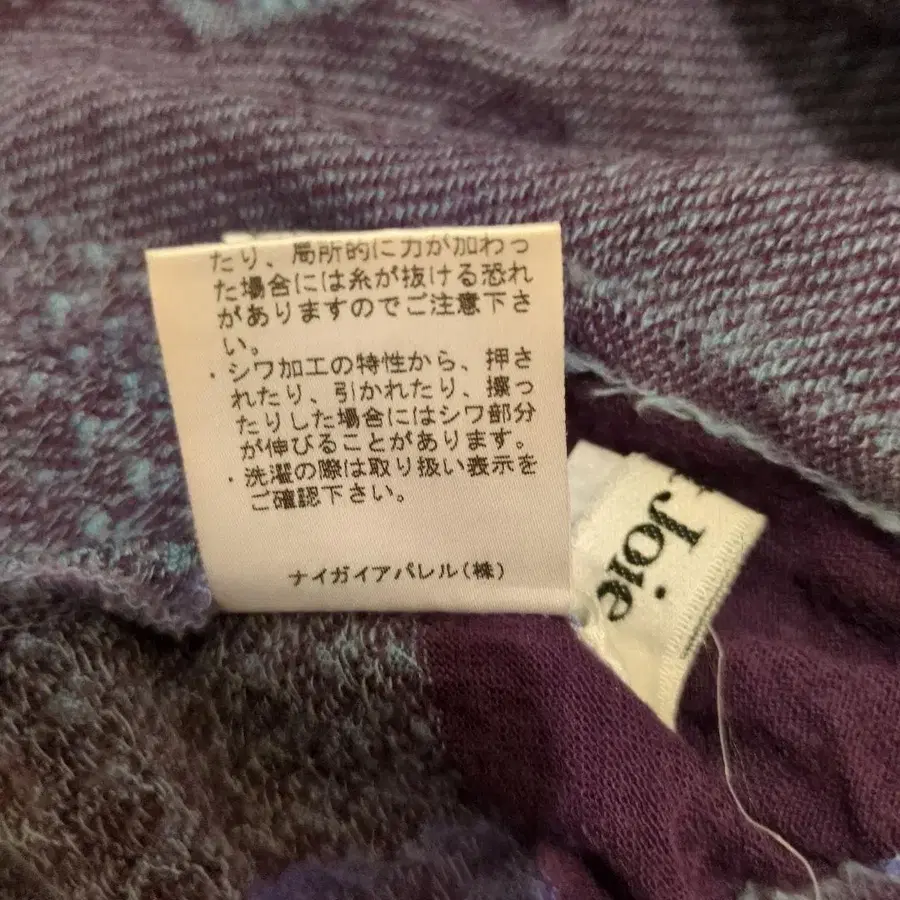 たり、局所的に力が加わっ
た場合には糸が抜ける恐れ
がありますのでご注意下さ
い。
・シワ加工の特性から、押さ
れたり、引かれたり、擦っ
たりした場合にはシワ部分
が伸びることがあります。
・洗濯の際は取り扱い表示を
ご確認下さい。
ナイガイアパレル(株)
Joie